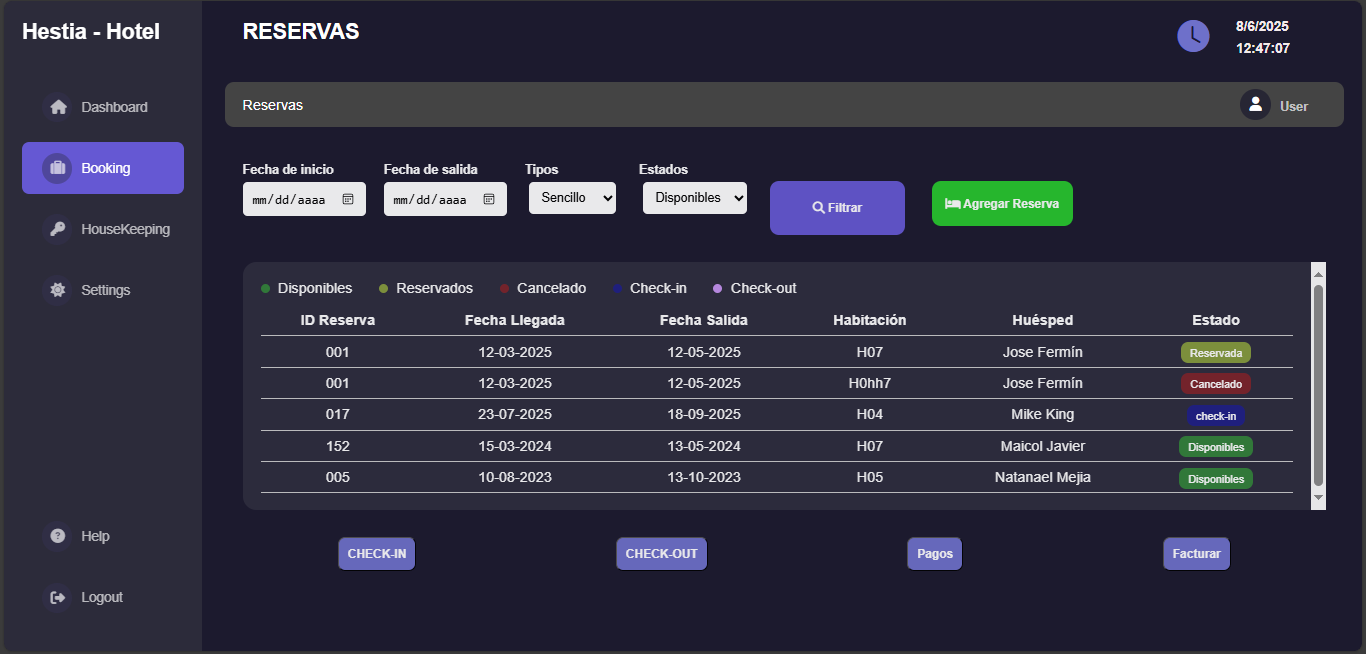 Hestia - Hotel
RESERVAS
8/6/2025
12:47:07
Dashboard
Booking
HouseKeeping
Settings
Help
Logout
Reservas
User
Fecha de inicio Fecha de salida Tipos Estados
mm/dd/aaaa mm/dd/aaaa Sencillo Disponibles Filtrar Agregar Reserva
Disponibles Reservados Cancelado Check-in Check-out
ID Reserva Fecha Llegada Fecha Salida Habitación Huésped Estado
001 12-03-2025 12-05-2025 H07 Jose Fermín Reservada
001 12-03-2025 12-05-2025 H0hh7 Jose Fermín Cancelado
017 23-07-2025 18-09-2025 H04 Mike King check-in
152 15-03-2024 13-05-2024 H07 Maicol Javier Disponibles
005 10-08-2023 13-10-2023 H05 Natanael Mejia Disponibles
CHECK-IN CHECK-OUT Pagos Facturar